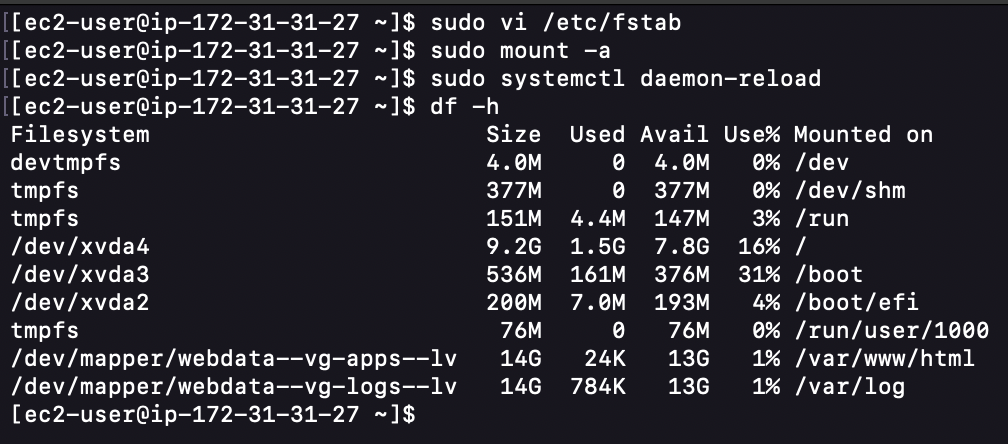 [[ec2-user@ip-172-31-31-27 ~]$ sudo vi /etc/fstab
[[ec2-user@ip-172-31-31-27 ~]$ sudo mount -a
[[ec2-user@ip-172-31-31-27 ~]$ sudo systemctl daemon-reload
[[ec2-user@ip-172-31-31-27 ~]$ df -h
Filesystem                        Size  Used Avail Use% Mounted on
devtmpfs                          4.0M     0  4.0M   0% /dev
tmpfs                             377M     0  377M   0% /dev/shm
tmpfs                             151M  4.4M  147M   3% /run
/dev/xvda4                        9.2G  1.5G  7.8G  16% /
/dev/xvda3                        536M  161M  376M  31% /boot
/dev/xvda2                        200M  7.0M  193M   4% /boot/efi
tmpfs                              76M     0   76M   0% /run/user/1000
/dev/mapper/webdata--vg-apps--lv   14G   24K   13G   1% /var/www/html
/dev/mapper/webdata--vg-logs--lv   14G  784K   13G   1% /var/log
[ec2-user@ip-172-31-31-27 ~]$